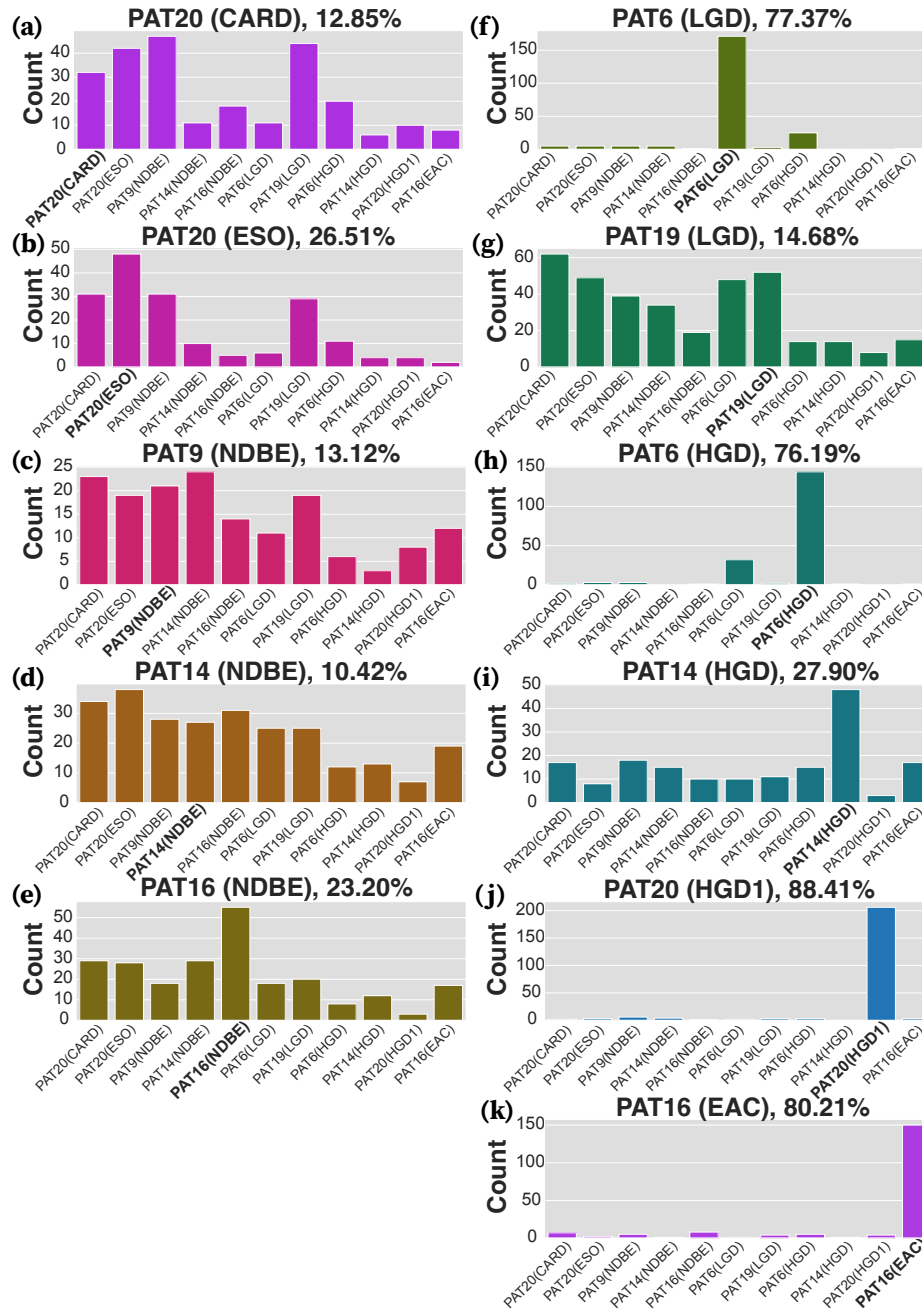 (a)
PAT20 (CARD), 12.85%
Count
40
30
20
10
0
PAT20(CARD)
PAT20(ESO)
PAT9(NDBE)
PAT14(NDBE)
PAT16(NDBE)
PAT6(LGD)
PAT19(LGD)
PAT6(HGD)
PAT14(HGD)
PAT20(HGD1)
PAT16(EAC)
(b)
PAT20 (ESO), 26.51%
Count
50
40
30
20
10
0
PAT20(CARD)
PAT20(ESO)
PAT9(NDBE)
PAT14(NDBE)
PAT16(NDBE)
PAT6(LGD)
PAT19(LGD)
PAT6(HGD)
PAT14(HGD)
PAT20(HGD1)
PAT16(EAC)
(c)
PAT9 (NDBE), 13.12%
Count
25
20
15
10
5
0
PAT20(CARD)
PAT20(ESO)
PAT9(NDBE)
PAT14(NDBE)
PAT16(NDBE)
PAT6(LGD)
PAT19(LGD)
PAT6(HGD)
PAT14(HGD)
PAT20(HGD1)
PAT16(EAC)
(d)
PAT14 (NDBE), 10.42%
Count
30
20
10
0
PAT20(CARD)
PAT20(ESO)
PAT9(NDBE)
PAT14(NDBE)
PAT16(NDBE)
PAT6(LGD)
PAT19(LGD)
PAT6(HGD)
PAT14(HGD)
PAT20(HGD1)
PAT16(EAC)
(e)
PAT16 (NDBE), 23.20%
Count
50
40
30
20
10
0
PAT20(CARD)
PAT20(ESO)
PAT9(NDBE)
PAT14(NDBE)
PAT16(NDBE)
PAT6(LGD)
PAT19(LGD)
PAT6(HGD)
PAT14(HGD)
PAT20(HGD1)
PAT16(EAC)
(f)
PAT6 (LGD), 77.37%
Count
150
100
50
0
PAT20(CARD)
PAT20(ESO)
PAT9(NDBE)
PAT14(NDBE)
PAT16(NDBE)
PAT6(LGD)
PAT19(LGD)
PAT6(HGD)
PAT14(HGD)
PAT20(HGD1)
PAT16(EAC)
(g)
PAT19 (LGD), 14.68%
Count
60
40
20
0
PAT20(CARD)
PAT20(ESO)
PAT9(NDBE)
PAT14(NDBE)
PAT16(NDBE)
PAT6(LGD)
PAT19(LGD)
PAT6(HGD)
PAT14(HGD)
PAT20(HGD1)
PAT16(EAC)
(h)
PAT6 (HGD), 76.19%
Count
150
100
50
0
PAT20(CARD)
PAT20(ESO)
PAT9(NDBE)
PAT14(NDBE)
PAT16(NDBE)
PAT6(LGD)
PAT19(LGD)
PAT6(HGD)
PAT14(HGD)
PAT20(HGD1)
PAT16(EAC)
(i)
PAT14 (HGD), 27.90%
Count
50
40
30
20
10
0
PAT20(CARD)
PAT20(ESO)
PAT9(NDBE)
PAT14(NDBE)
PAT16(NDBE)
PAT6(LGD)
PAT19(LGD)
PAT6(HGD)
PAT14(HGD)
PAT20(HGD1)
PAT16(EAC)
(j)
PAT20 (HGD1), 88.41%
Count
200
150
100
50
0
PAT20(CARD)
PAT20(ESO)
PAT9(NDBE)
PAT14(NDBE)
PAT16(NDBE)
PAT6(LGD)
PAT19(LGD)
PAT6(HGD)
PAT14(HGD)
PAT20(HGD1)
PAT16(EAC)
(k)
PAT16 (EAC), 80.21%
Count
150
100
50
0
PAT20(CARD)
PAT20(ESO)
PAT9(NDBE)
PAT14(NDBE)
PAT16(NDBE)
PAT6(LGD)
PAT19(LGD)
PAT6(HGD)
PAT14(HGD)
PAT20(HGD1)
PAT16(EAC)